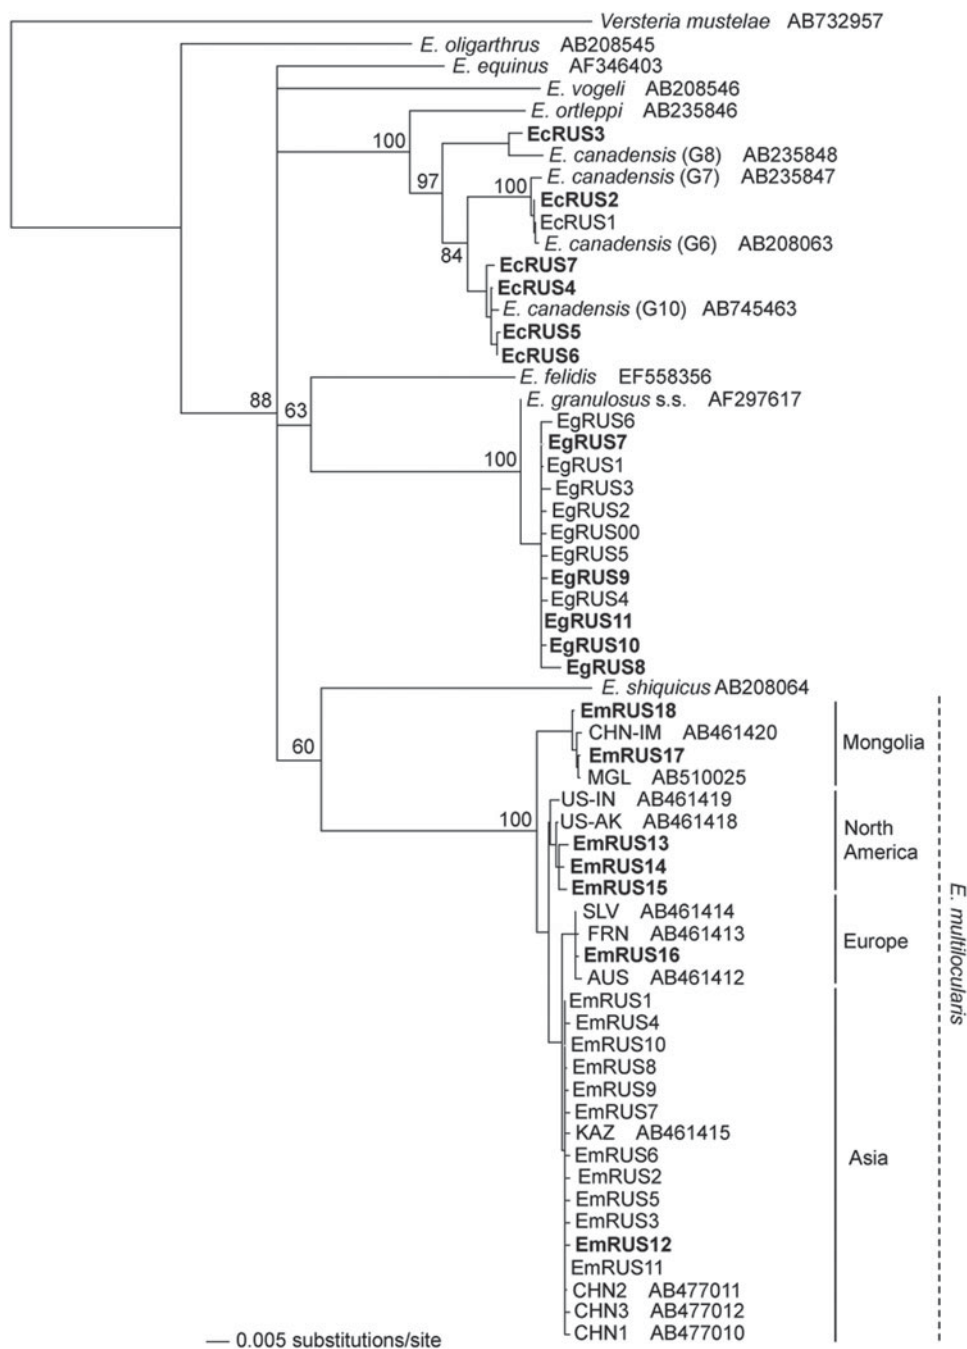 Versteria mustelae AB732957
E. oligarthrus AB208545
E. equinus AF346403
E. vogeli AB208546
E. ortleppi AB235846
EcRUS3
100
E. canadensis (G8) AB235848
E. canadensis (G7) AB235847
97
100
EcRUS2
EcRUS1
E. canadensis (G6) AB208063
84
EcRUS7
EcRUS4
E. canadensis (G10) AB745463
EcRUS5
EcRUS6
E. felidis EF558356
88
63
E. granulosus s.s. AF297617
EgRUS6
EgRUS7
100
EgRUS1
EgRUS3
EgRUS2
EgRUS00
EgRUS5
EgRUS9
EgRUS4
EgRUS11
EgRUS10
EgRUS8
E. shiquicus AB208064
EmRUS18
CHN-IM AB461420
Mongolia
60
EmRUS17
MGL AB510025
US-IN AB461419
100
US-AK AB461418
North
America
EmRUS13
EmRUS14
EmRUS15
SLV AB461414
FRN AB461413
Europe
EmRUS16
AUS AB461412
E. multilocularis
EmRUS1
EmRUS4
EmRUS10
EmRUS8
EmRUS9
EmRUS7
KAZ AB461415
EmRUS6
Asia
EmRUS2
EmRUS5
EmRUS3
EmRUS12
EmRUS11
CHN2 AB477011
CHN3 AB477012
CHN1 AB477010
0.005 substitutions/site